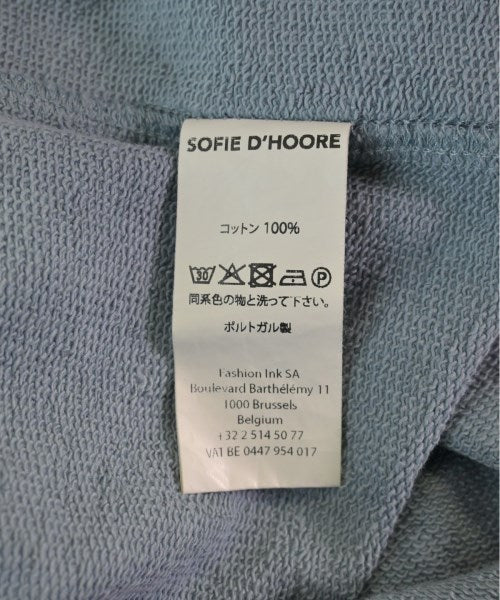 SOFIE D'HOORE
コットン 100%
30 P
同系色の物と洗って下さい。
ポルトガル製
Fashion Ink SA
Boulevard Barthélémy 11
1000 Brussels
Belgium
+32 2 514 50 77
VAT BE 0447 954 017